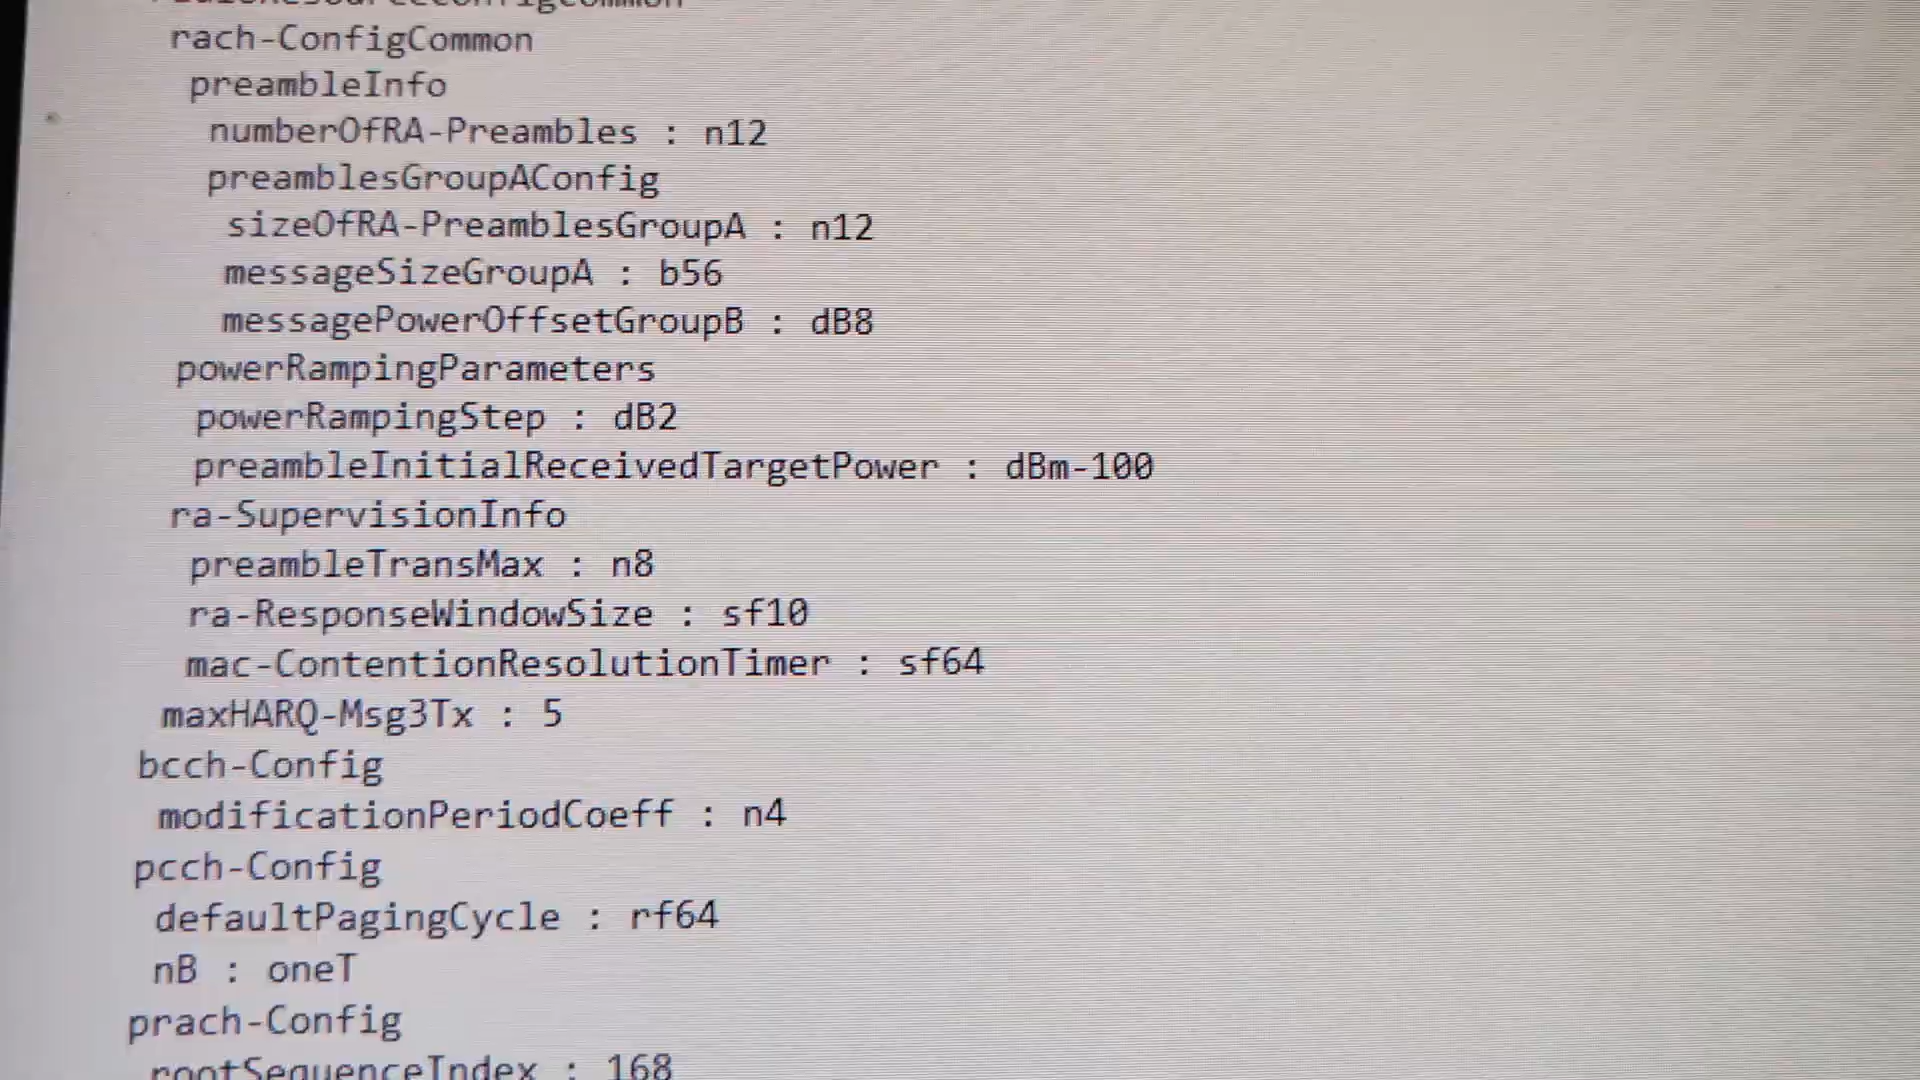 rach-ConfigCommon
preambleInfo
numberOfRA-Preambles : n12
preamblesGroupAConfig
sizeOfRA-PreamblesGroupA : n12
messageSizeGroupA : b56
messagePowerOffsetGroupB : dB8
powerRampingParameters
powerRampingStep : dB2
preambleInitialReceivedTargetPower : dBm-100
ra-SupervisionInfo
preambleTransMax : n8
ra-ResponseWindowSize : sf10
mac-ContentionResolutionTimer : sf64
maxHARQ-Msg3Tx : 5
bcch-Config
modificationPeriodCoeff : n4
pcch-Config
defaultPagingCycle : rf64
nB : oneT
prach-Config
rootSequenceIndex : 168